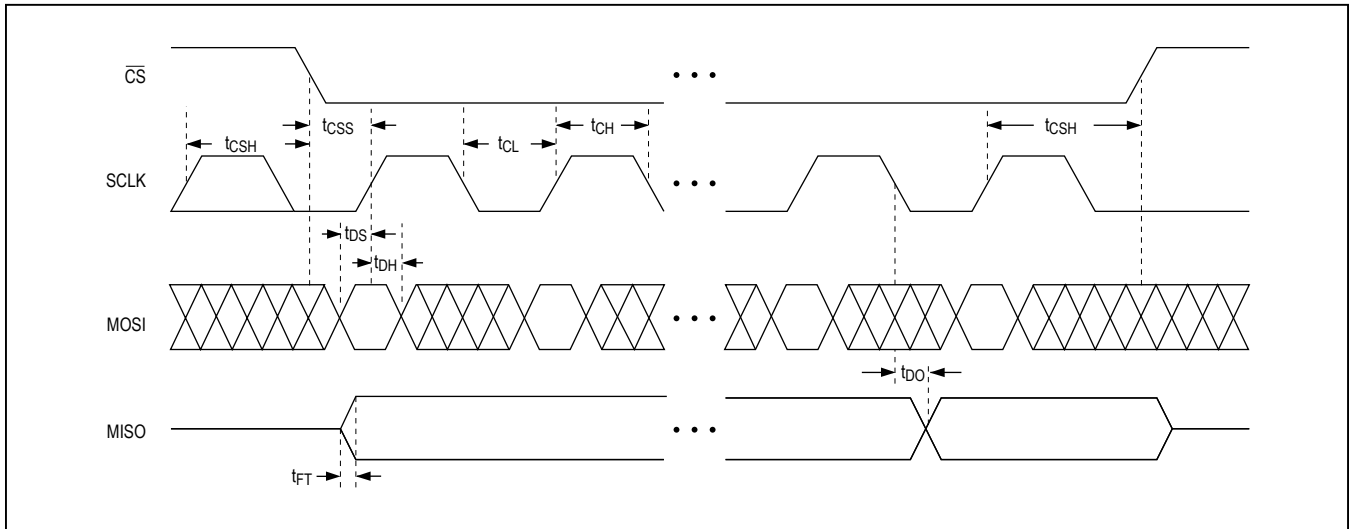 CS
tCSS
tCSH
tCL
tCH
tCSH
SCLK
tDS
tDH
MOSI
tDO
MISO
tFT